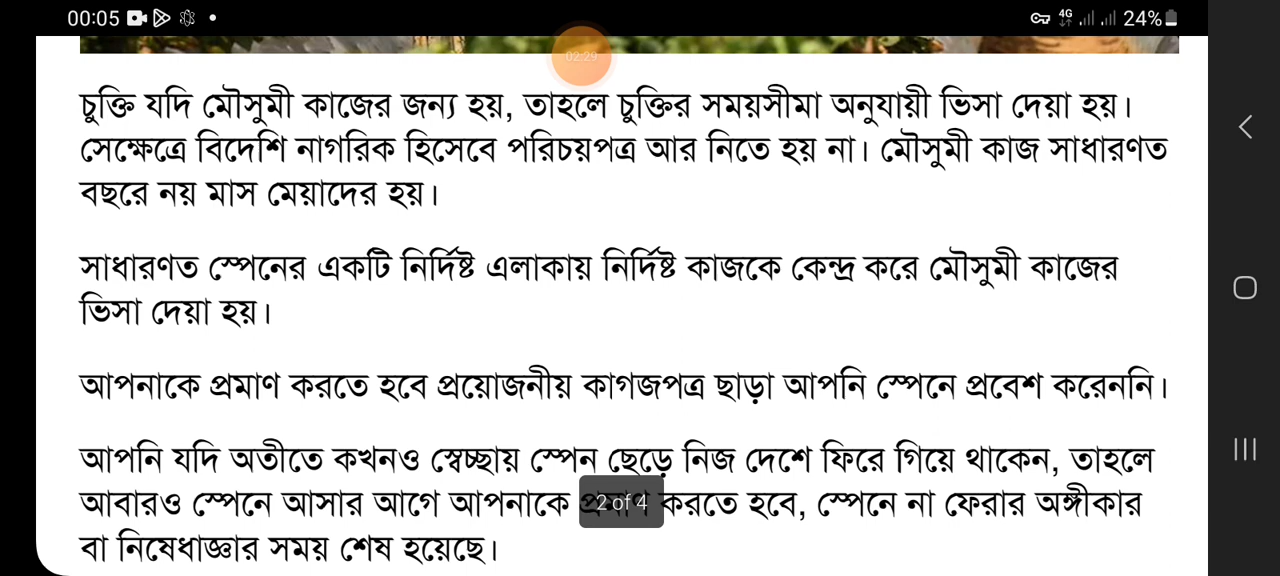 00:05
4G
24%
02:29
চুক্তি যদি মৌসুমী কাজের জন্য হয়, তাহলে চুক্তির সময়সীমা অনুযায়ী ভিসা দেয়া হয়।
সেক্ষেত্রে বিদেশি নাগরিক হিসেবে পরিচয়পত্র আর নিতে হয় না। মৌসুমী কাজ সাধারণত
বছরে নয় মাস মেয়াদের হয়।
সাধারণত স্পেনের একটি নির্দিষ্ট এলাকায় নির্দিষ্ট কাজকে কেন্দ্র করে মৌসুমী কাজের
ভিসা দেয়া হয়।
আপনাকে প্রমাণ করতে হবে প্রয়োজনীয় কাগজপত্র ছাড়া আপনি স্পেনে প্রবেশ করেননি।
আপনি যদি অতীতে কখনও স্বেচ্ছায় স্পেন ছেড়ে নিজ দেশে ফিরে গিয়ে থাকেন, তাহলে
আবারও স্পেনে আসার আগে আপনাকে প্রমাণ করতে হবে, স্পেনে না ফেরার অঙ্গীকার
2 of 4
বা নিষেধাজ্ঞার সময় শেষ হয়েছে।